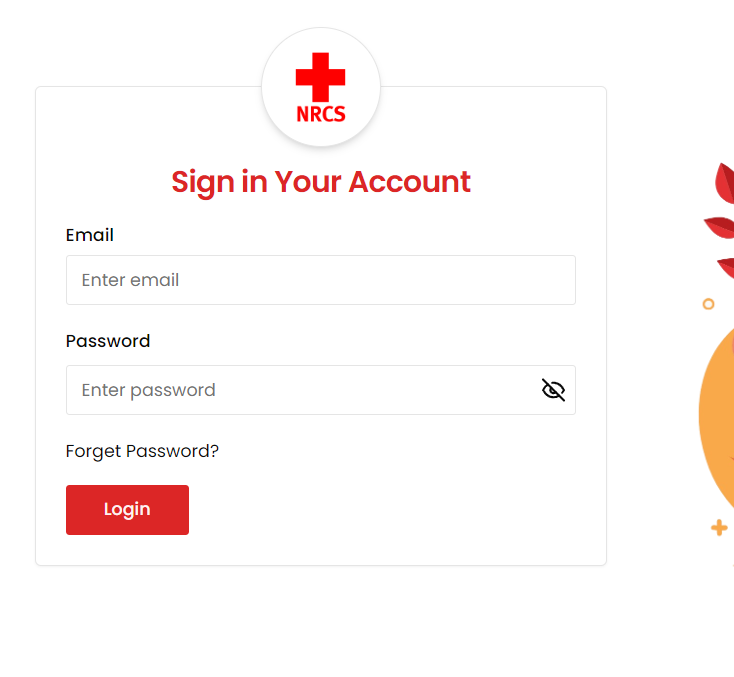 NRCS
Sign in Your Account
Email
Enter email
Password
Enter password
Forget Password?
Login